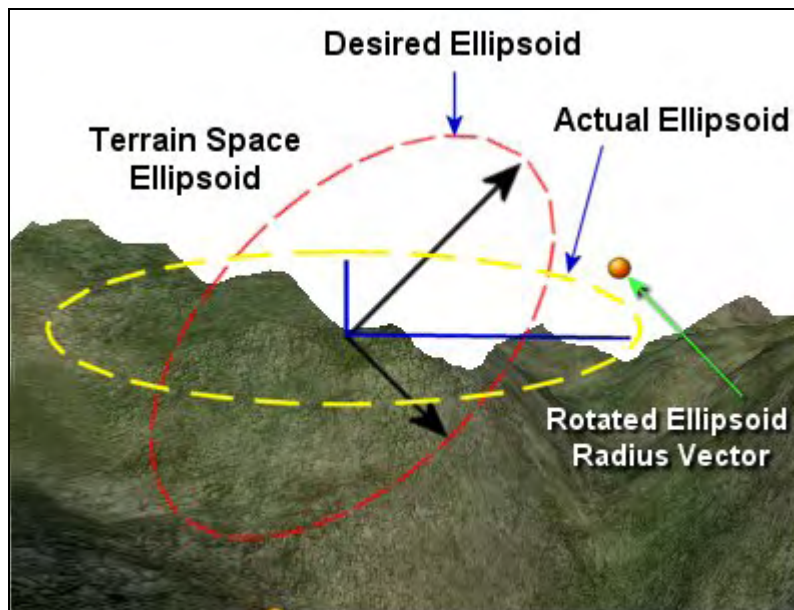 Desired Ellipsoid
Actual Ellipsoid
Terrain Space
Ellipsoid
Rotated Ellipsoid
Radius Vector